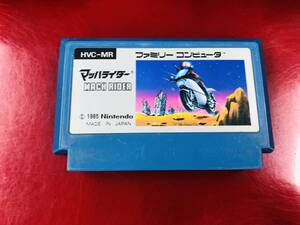 HVC-MR
ファミリー コンピュータ
マッハライダー
MACH RIDER
© 1985 Nintendo
MADE IN JAPAN